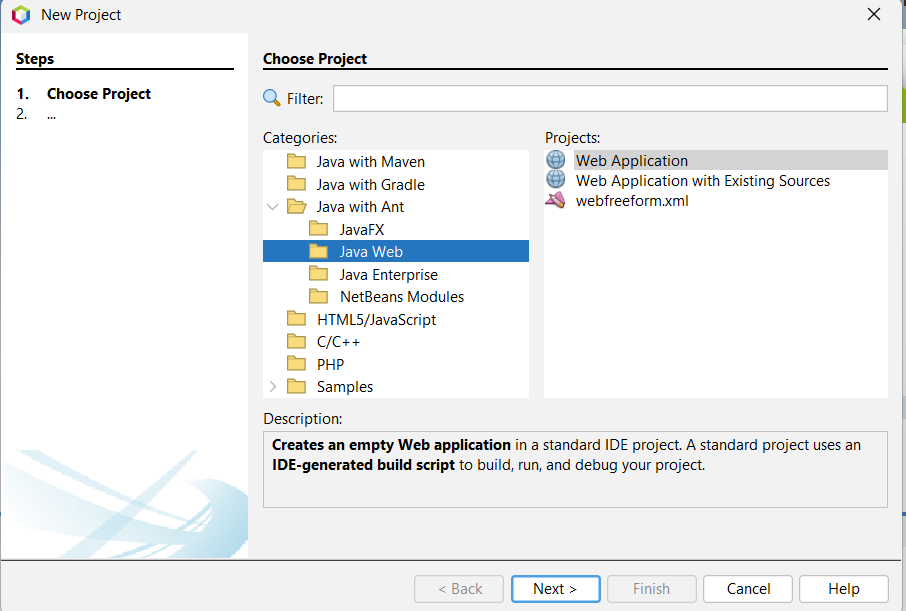 New Project
Steps
1. Choose Project
2. ...
Choose Project
Filter:
Categories:
Java with Maven
Java with Gradle
Java with Ant
JavaFX
Java Web
Java Enterprise
NetBeans Modules
HTML5/JavaScript
C/C++
PHP
Samples
Projects:
Web Application
Web Application with Existing Sources
webfreeform.xml
Description:
Creates an empty Web application in a standard IDE project. A standard project uses an
IDE-generated build script to build, run, and debug your project.
< Back Next > Finish Cancel Help